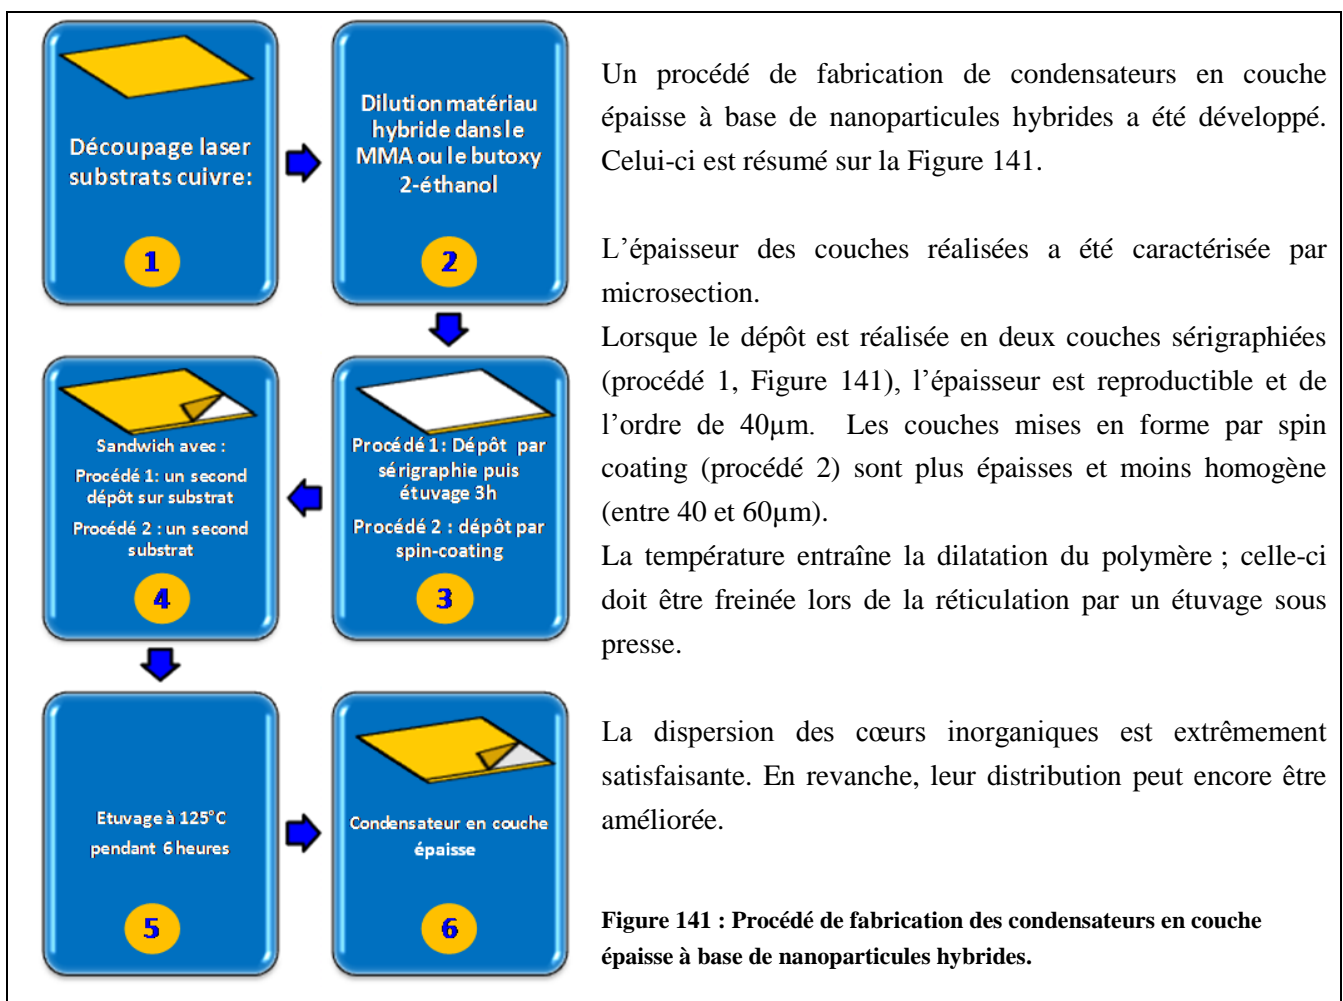 Découpage laser
substrats cuivre:
1
Dilution matériau
hybride dans le
MMA ou le butoxy
2-éthanol
2
Procédé 1: Dépôt par
sérigraphie puis
étuvage 3h
Procédé 2 : dépôt par
spin-coating
3
Sandwich avec :
Procédé 1: un second
dépôt sur substrat
Procédé 2 : un second
substrat
4
Etuvage à 125°C
pendant 6 heures
5
Condensateur en couche
épaisse
6
Un procédé de fabrication de condensateurs en couche
épaisse à base de nanoparticules hybrides a été développé.
Celui-ci est résumé sur la Figure 141.
L’épaisseur des couches réalisées a été caractérisée par
microsection.
Lorsque le dépôt est réalisée en deux couches sérigraphiées
(procédé 1, Figure 141), l’épaisseur est reproductible et de
l’ordre de 40µm. Les couches mises en forme par spin
coating (procédé 2) sont plus épaisses et moins homogène
(entre 40 et 60µm).
La température entraîne la dilatation du polymère ; celle-ci
doit être freinée lors de la réticulation par un étuvage sous
presse.
La dispersion des cœurs inorganiques est extrêmement
satisfaisante. En revanche, leur distribution peut encore être
améliorée.
Figure 141 : Procédé de fabrication des condensateurs en couche
épaisse à base de nanoparticules hybrides.